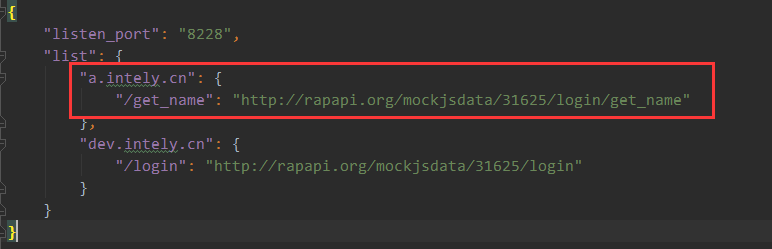 {
"listen_port": "8228",
"list": {
"a.intely.cn": {
"/get_name": "http://rapapi.org/mockjsdata/31625/login/get_name"
},
"dev.intely.cn": {
"/login": "http://rapapi.org/mockjsdata/31625/login"
}
}
}